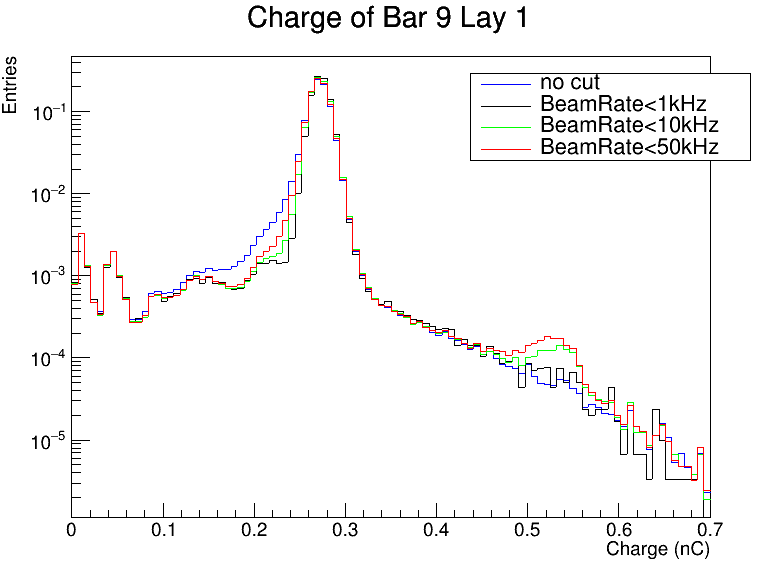 Charge of Bar 9 Lay 1
Entries
no cut
BeamRate<1kHz
BeamRate<10kHz
BeamRate<50kHz
10⁻¹
10⁻²
10⁻³
10⁻⁴
10⁻⁵
0 0.1 0.2 0.3 0.4 0.5 0.6 0.7
Charge (nC)